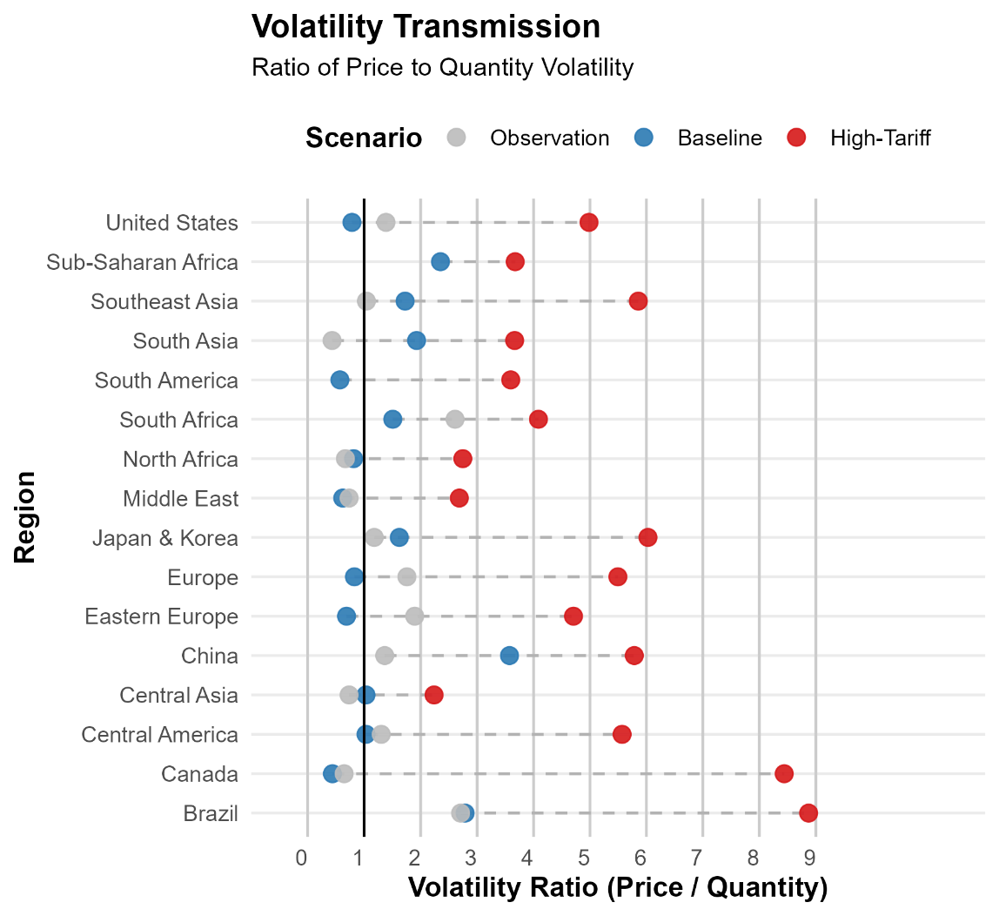 Volatility Transmission
Ratio of Price to Quantity Volatility
Scenario Observation Baseline High-Tariff
United States
Sub-Saharan Africa
Southeast Asia
South Asia
South America
South Africa
North Africa
Middle East
Japan & Korea
Europe
Eastern Europe
China
Central Asia
Central America
Canada
Brazil
Region
0 1 2 3 4 5 6 7 8 9
Volatility Ratio (Price / Quantity)